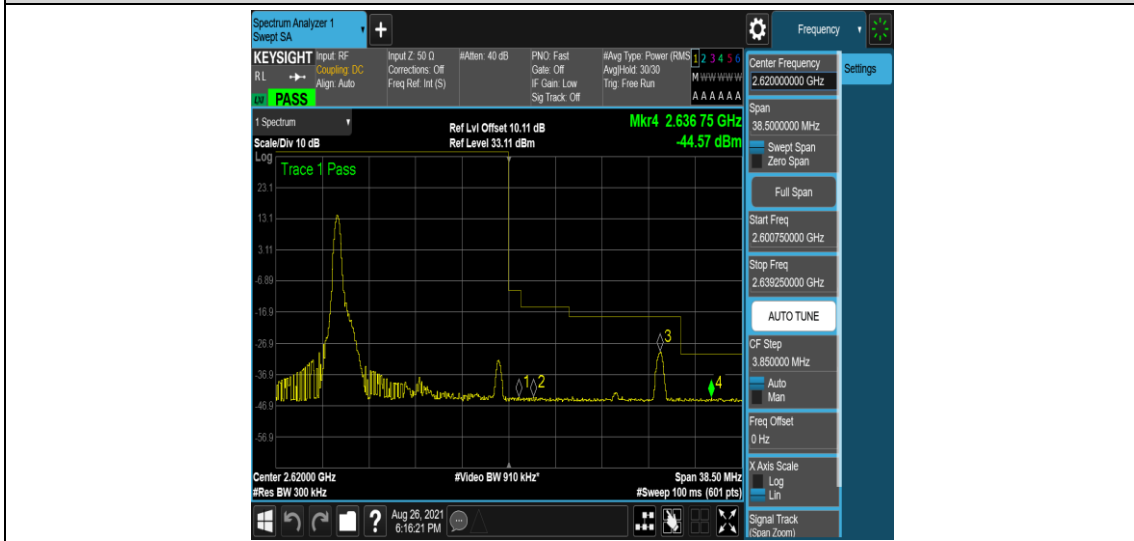 Spectrum Analyzer 1
Swept SA
Frequency
KEYSIGHT
R L
LXI
PASS
Input: RF
Coupling: DC
Align: Auto
Input Z: 50 Ω
Corrections: Off
Freq Ref: Int (S)
#Atten: 40 dB
PNO: Fast
Gate: Off
IF Gain: Low
Sig Track: Off
#Avg Type: Power (RMS
Avg|Hold: 30/30
Trig: Free Run
1 2 3 4 5 6
M W W W W W
A A A A A A
Center Frequency
2.620000000 GHz
Settings
1 Spectrum
Scale/Div 10 dB
Ref Lvl Offset 10.11 dB
Ref Level 33.11 dBm
Mkr4 2.636 75 GHz
-44.57 dBm
Span
38.5000000 MHz
Swept Span
Zero Span
Log
Trace 1 Pass
23.1
13.1
3.11
-6.89
-16.9
-26.9
-36.9
-46.9
-56.9
1
2
3
4
Full Span
Start Freq
2.600750000 GHz
Stop Freq
2.639250000 GHz
AUTO TUNE
CF Step
3.850000 MHz
Auto
Man
Freq Offset
0 Hz
X Axis Scale
Log
Lin
Signal Track
(Span Zoom)
Center 2.62000 GHz
#Video BW 910 kHz*
Span 38.50 MHz
#Res BW 300 kHz
#Sweep 100 ms (601 pts)
?
Aug 26, 2021
6:16:21 PM